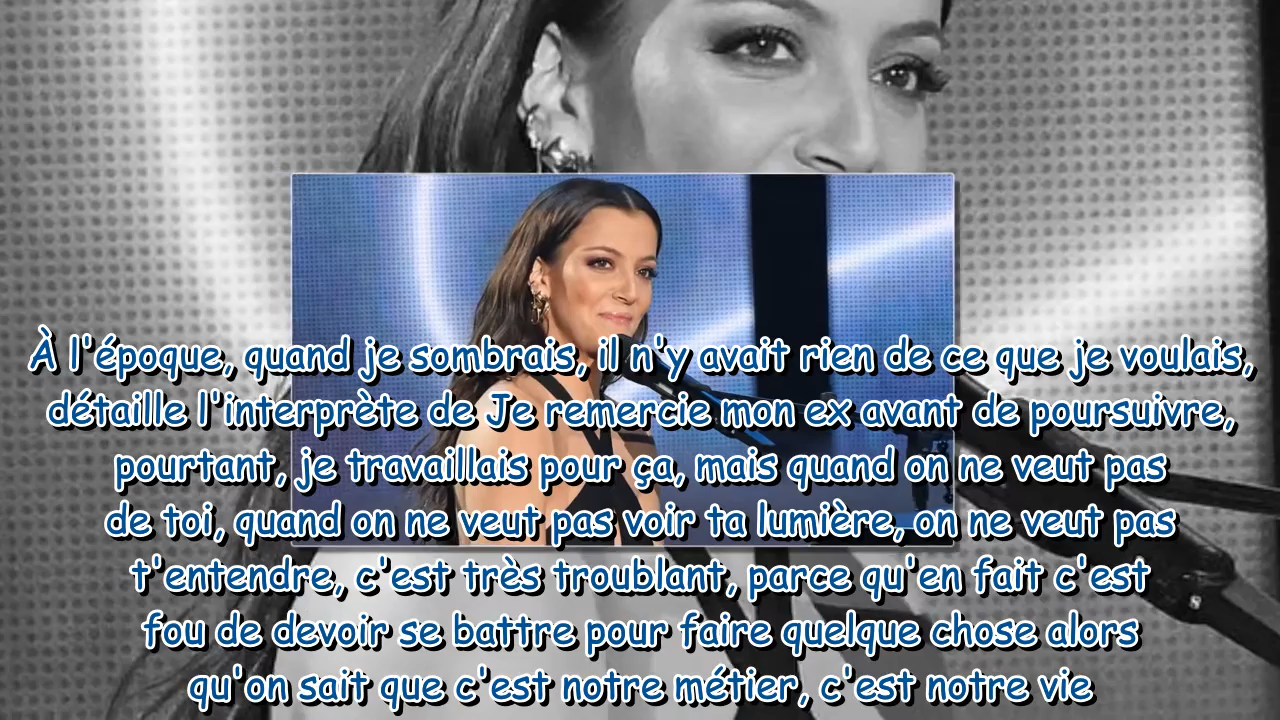 À l'époque, quand je sombrais, il n'y avait rien de ce que je voulais,
détaille l'interprète de Je remercie mon ex avant de poursuivre,
pourtant, je travaillais pour ça, mais quand on ne veut pas
de toi, quand on ne veut pas voir ta lumière, on ne veut pas
t'entendre, c'est très troublant, parce qu'en fait c'est
fou de devoir se battre pour faire quelque chose alors
qu'on sait que c'est notre métier, c'est notre vie